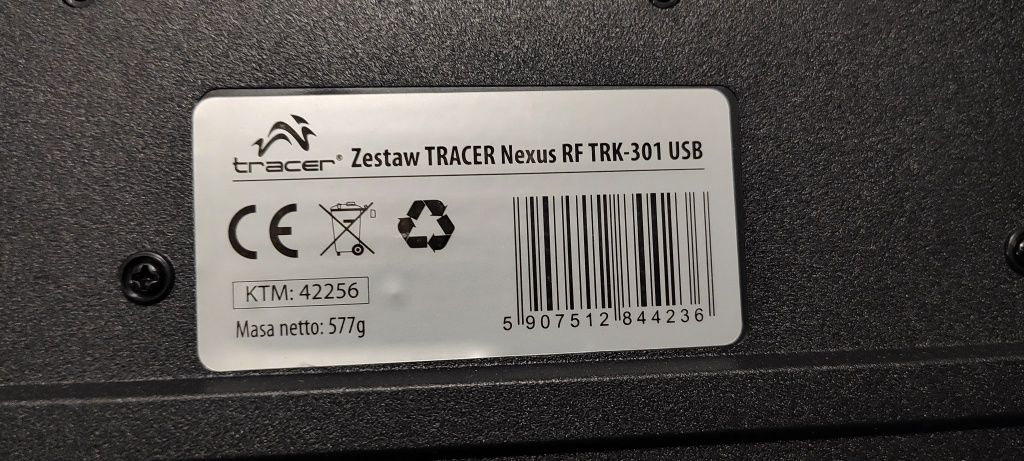 tracer® Zestaw TRACER Nexus RF TRK-301 USB
CE
KTM: 42256
Masa netto: 577g
5 907512 844236